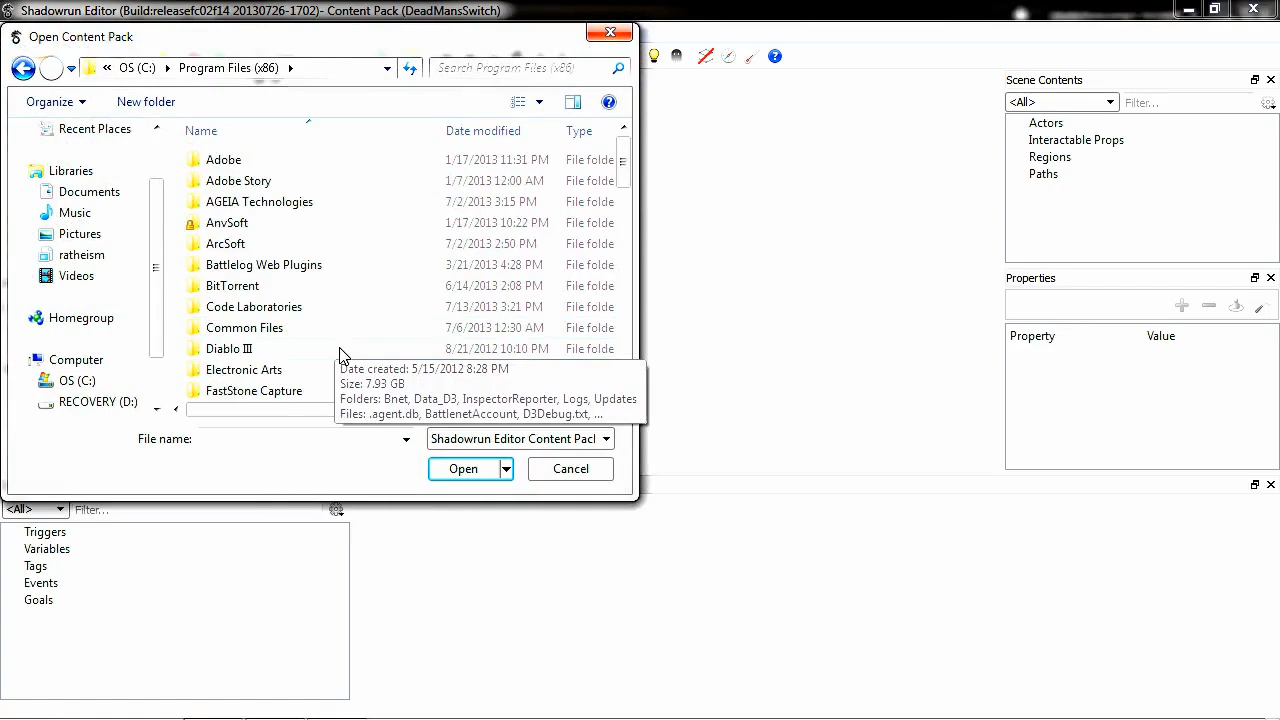 Shadowrun Editor (Build:releasefc02f14 20130726-1702)- Content Pack (DeadMansSwitch)
Open Content Pack
« OS (C:) Program Files (x86)
Search Program Files (x86)
Organize New folder
Recent Places
Libraries
Documents
Music
Pictures
ratheism
Videos
Homegroup
Computer
OS (C:)
RECOVERY (D:)
Name Date modified Type
Adobe 1/17/2013 11:31 PM File folde
Adobe Story 1/7/2013 12:00 AM File folde
AGEIA Technologies 7/2/2013 3:15 PM File folde
AnvSoft 1/17/2013 10:22 PM File folde
ArcSoft 7/2/2013 2:50 PM File folde
Battlelog Web Plugins 3/21/2013 4:28 PM File folde
BitTorrent 6/14/2013 2:08 PM File folde
Code Laboratories 7/13/2013 3:21 PM File folde
Common Files 7/6/2013 12:30 AM File folde
Diablo III 8/21/2012 10:10 PM File folde
Electronic Arts
FastStone Capture
Date created: 5/15/2012 8:28 PM
Size: 7.93 GB
Folders: Bnet, Data_D3, InspectorReporter, Logs, Updates
Files: .agent.db, BattlenetAccount, D3Debug.txt, ...
File name:
Shadowrun Editor Content Pacl
Open Cancel
Scene Contents
<All> Filter...
Actors
Interactable Props
Regions
Paths
Properties
Property Value
<All> Filter...
Triggers
Variables
Tags
Events
Goals